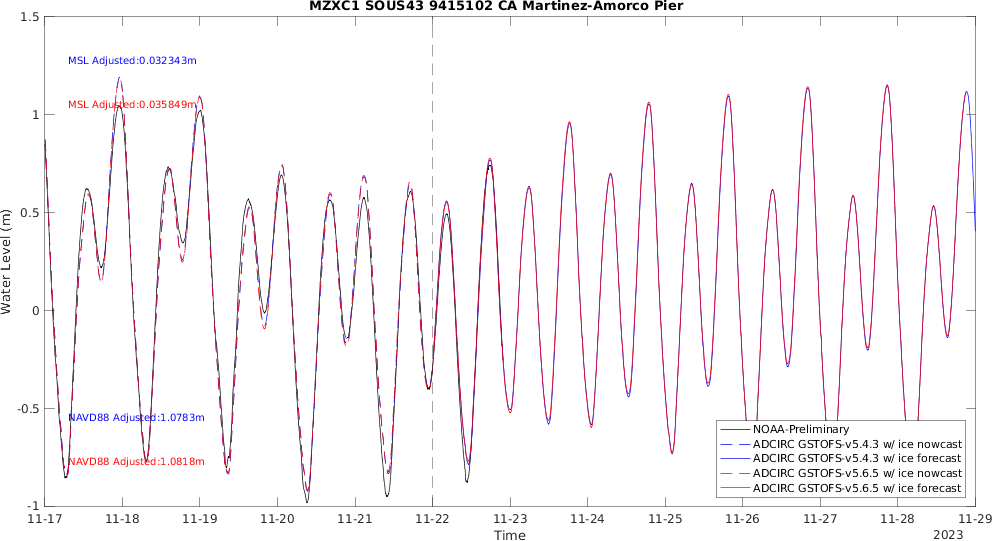 MZXC1 SOUS43 9415102 CA Martinez-Amorco Pier
1.5
MSL Adjusted:0.032343m
MSL Adjusted:0.035849m
1
0.5
Water Level (m)
0
-0.5
NAVD88 Adjusted:1.0783m
NAVD88 Adjusted:1.0818m
-1
NOAA-Preliminary
ADCIRC GSTOFS-v5.4.3 w/ ice nowcast
ADCIRC GSTOFS-v5.4.3 w/ ice forecast
ADCIRC GSTOFS-v5.6.5 w/ ice nowcast
ADCIRC GSTOFS-v5.6.5 w/ ice forecast
11-17 11-18 11-19 11-20 11-21 11-22 11-23 11-24 11-25 11-26 11-27 11-28 11-29
Time
2023